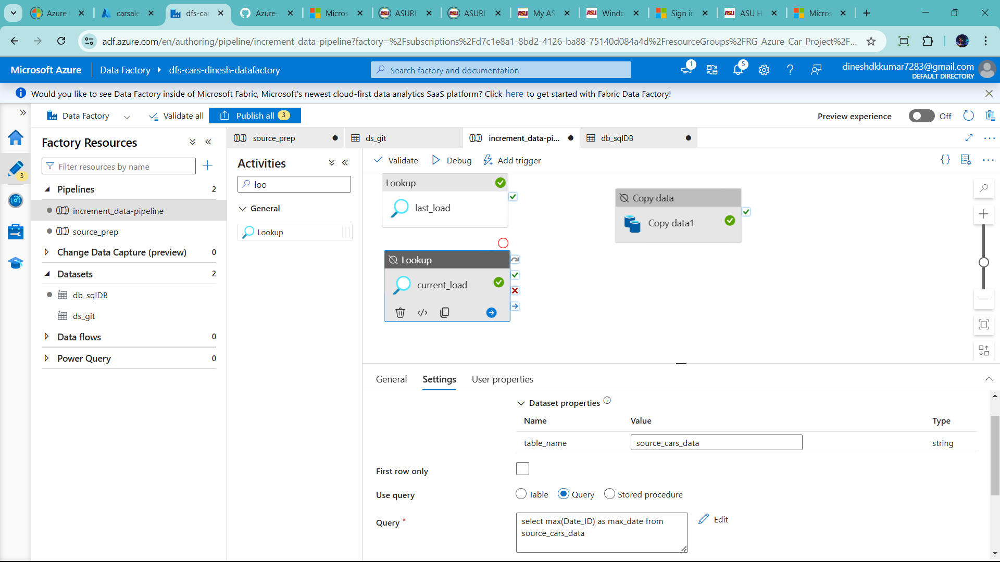 Azure
carsale
dfs-car
Azure-
Micros
ASURI
ASURI
My AS
Windo
Sign in
ASU H
Micros
adf.azure.com/en/authoring/pipeline/increment_data-pipeline?factory=%2Fsubscriptions%2Fd7c1e8a1-8bd2-4126-ba88-75140d084a4d%2FresourceGroups%2FRG_Azure_Car_Project%2F...
Microsoft Azure
Data Factory
dfs-cars-dinesh-datafactory
Search factory and documentation
1
5
dineshdkkumar7283@gmail.com
DEFAULT DIRECTORY
Would you like to see Data Factory inside of Microsoft Fabric, Microsoft's newest cloud-first data analytics SaaS platform? Click here to get started with Fabric Data Factory!
Data Factory
Validate all
Publish all 3
Preview experience
Off
3
Factory Resources
Filter resources by name
Pipelines 2
increment_data-pipeline
source_prep
Change Data Capture (preview) 0
Datasets 2
db_sqlDB
ds_git
Data flows 0
Power Query 0
source_prep
ds_git
increment_data-pi...
db_sqlDB
Activities
loo
General
Lookup
Validate
Debug
Add trigger
Lookup
last_load
Copy data
Copy data1
Lookup
current_load
General
Settings
User properties
Dataset properties
Name Value Type
table_name source_cars_data string
First row only
Use query
Table Query Stored procedure
Query *
select max(Date_ID) as max_date from
source_cars_data
Edit